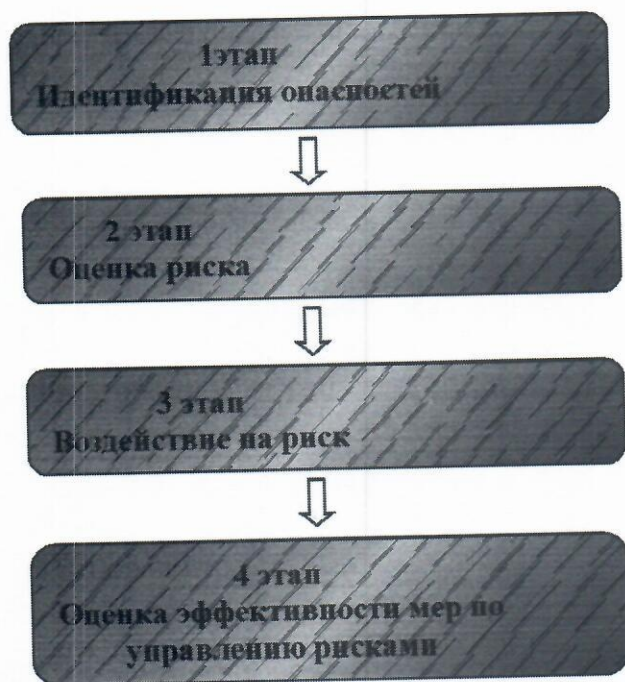 1этап
Идентификация опасностей
2 этап
Оценка риска
3 этап
Воздействие на риск
4 этап
Оценка эффективности мер по
управлению рисками